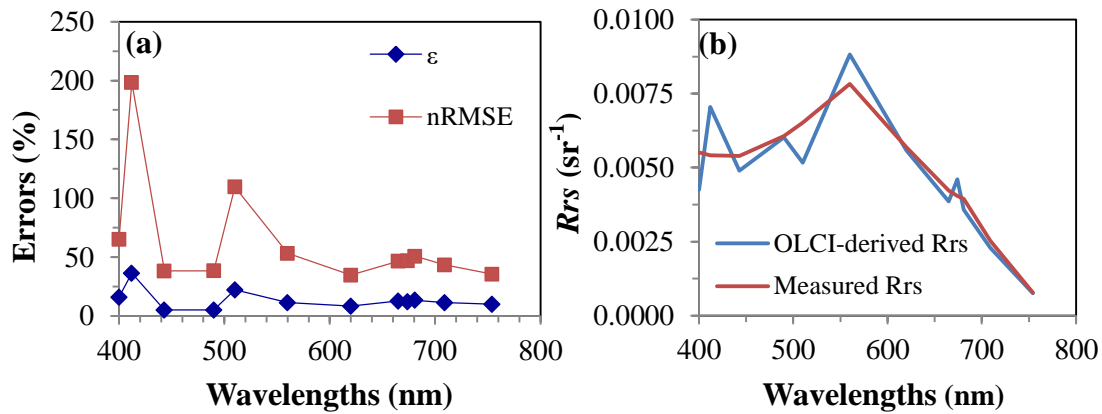 (a)
Errors (%)
250
200
150
100
50
0
ε
nRMSE
400 500 600 700 800
Wavelengths (nm)
(b)
Rrs (sr⁻¹)
0.0100
0.0075
0.0050
0.0025
0.0000
OLCI-derived Rrs
Measured Rrs
400 500 600 700 800
Wavelengths (nm)